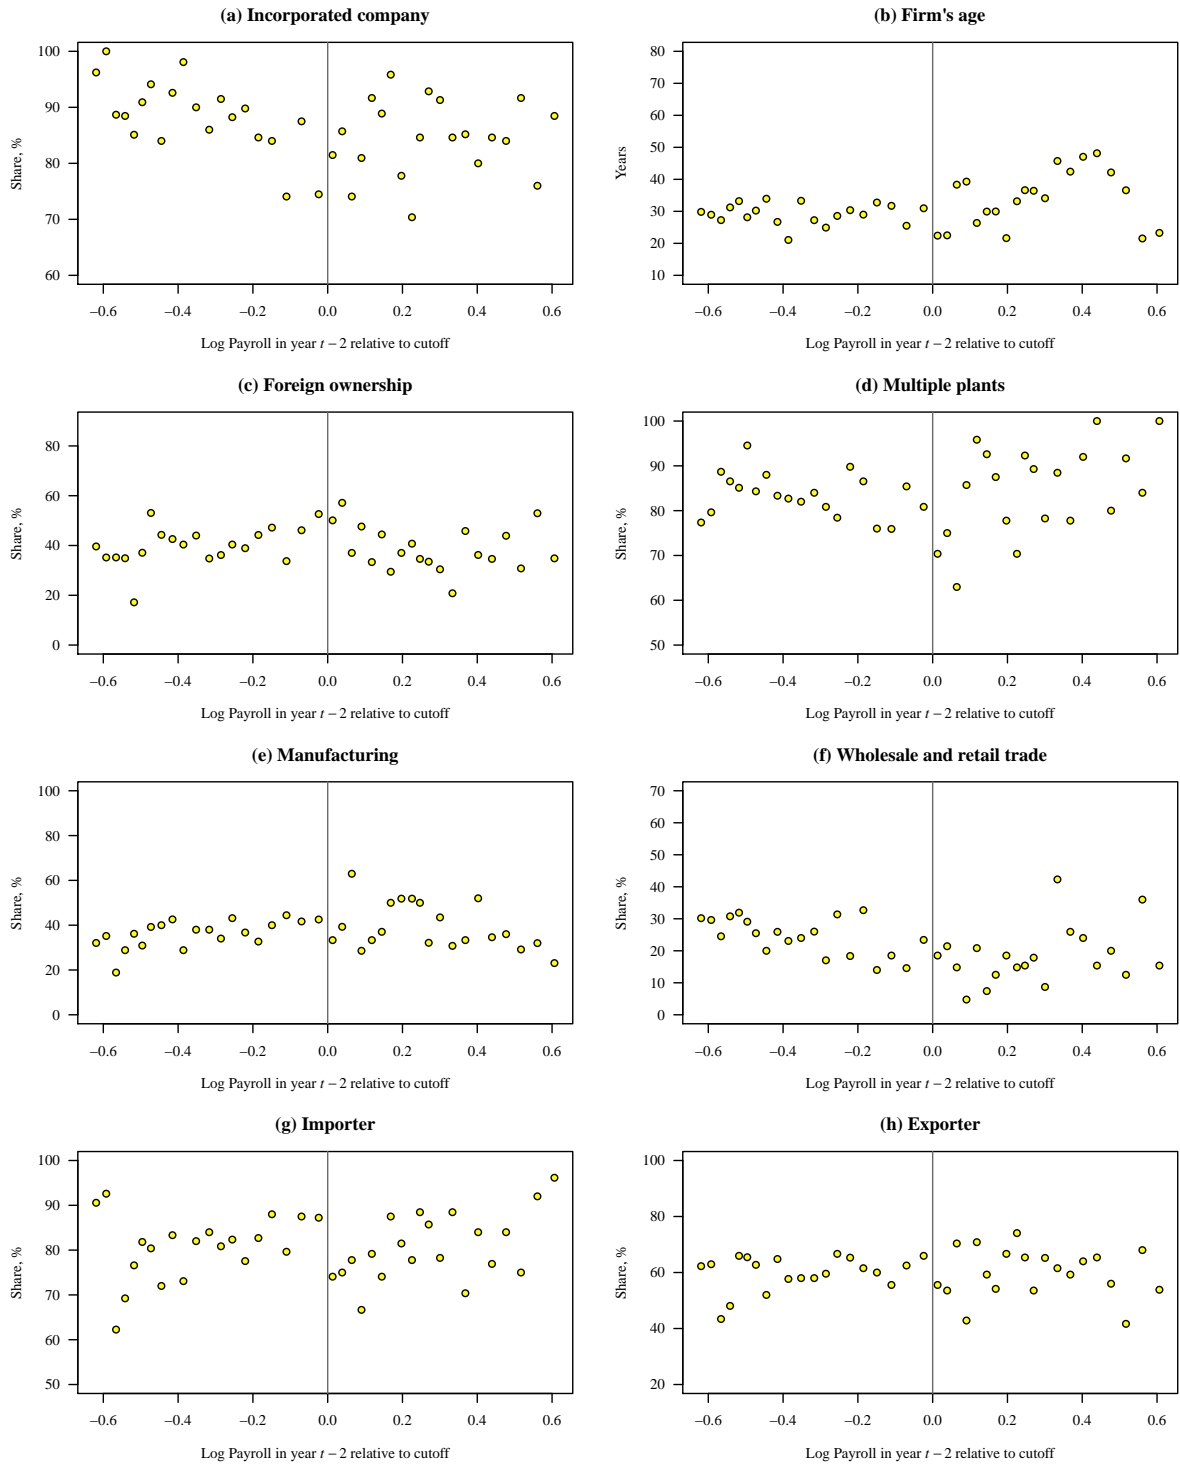 (a) Incorporated company
100
90
80
70
60
Share, %
−0.6 −0.4 −0.2 0.0 0.2 0.4 0.6
Log Payroll in year t − 2 relative to cutoff
(b) Firm's age
80
70
60
50
40
30
20
10
Years
−0.6 −0.4 −0.2 0.0 0.2 0.4 0.6
Log Payroll in year t − 2 relative to cutoff
(c) Foreign ownership
80
60
40
20
0
Share, %
−0.6 −0.4 −0.2 0.0 0.2 0.4 0.6
Log Payroll in year t − 2 relative to cutoff
(d) Multiple plants
100
90
80
70
60
50
Share, %
−0.6 −0.4 −0.2 0.0 0.2 0.4 0.6
Log Payroll in year t − 2 relative to cutoff
(e) Manufacturing
100
80
60
40
20
0
Share, %
−0.6 −0.4 −0.2 0.0 0.2 0.4 0.6
Log Payroll in year t − 2 relative to cutoff
(f) Wholesale and retail trade
70
60
50
40
30
20
10
0
Share, %
−0.6 −0.4 −0.2 0.0 0.2 0.4 0.6
Log Payroll in year t − 2 relative to cutoff
(g) Importer
100
90
80
70
60
50
Share, %
−0.6 −0.4 −0.2 0.0 0.2 0.4 0.6
Log Payroll in year t − 2 relative to cutoff
(h) Exporter
100
80
60
40
20
Share, %
−0.6 −0.4 −0.2 0.0 0.2 0.4 0.6
Log Payroll in year t − 2 relative to cutoff